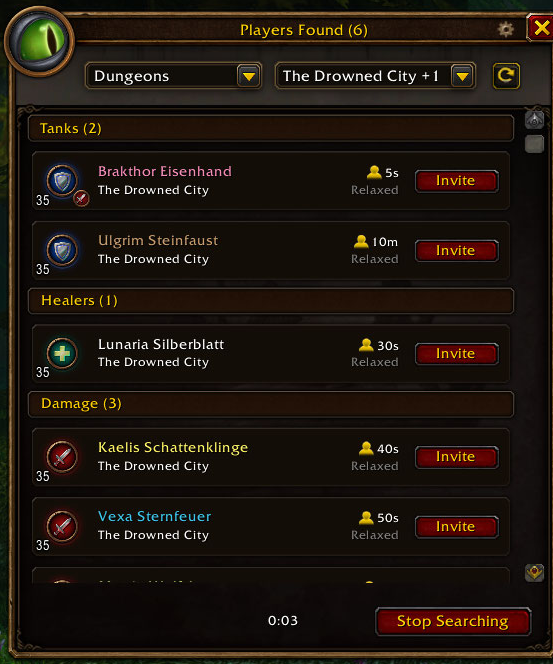 Players Found (6)
Dungeons
The Drowned City +1
Tanks (2)
35
Brakthor Eisenhand
The Drowned City
5s
Relaxed
Invite
35
Ulgrim Steinfaust
The Drowned City
10m
Relaxed
Invite
Healers (1)
35
Lunaria Silberblatt
The Drowned City
30s
Relaxed
Invite
Damage (3)
35
Kaelis Schattenklinge
The Drowned City
40s
Relaxed
Invite
35
Vexa Sternfeuer
The Drowned City
50s
Relaxed
Invite
0:03
Stop Searching